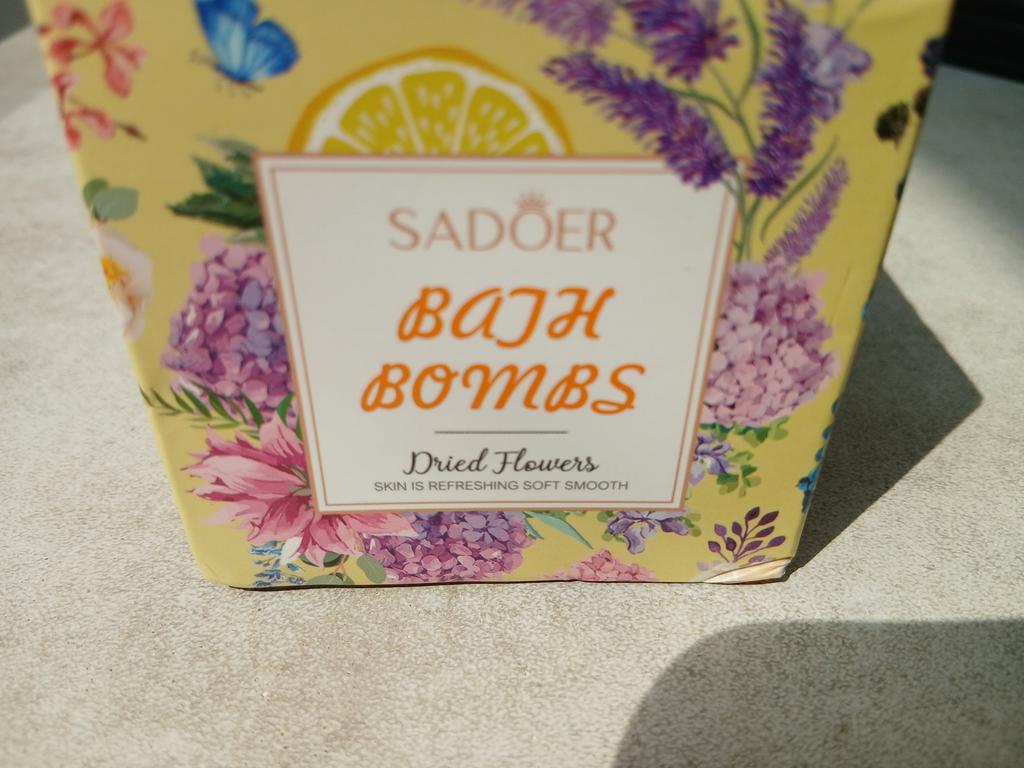 SADOER
BATH
BOMBS
Dried Flowers
SKIN IS REFRESHING SOFT SMOOTH